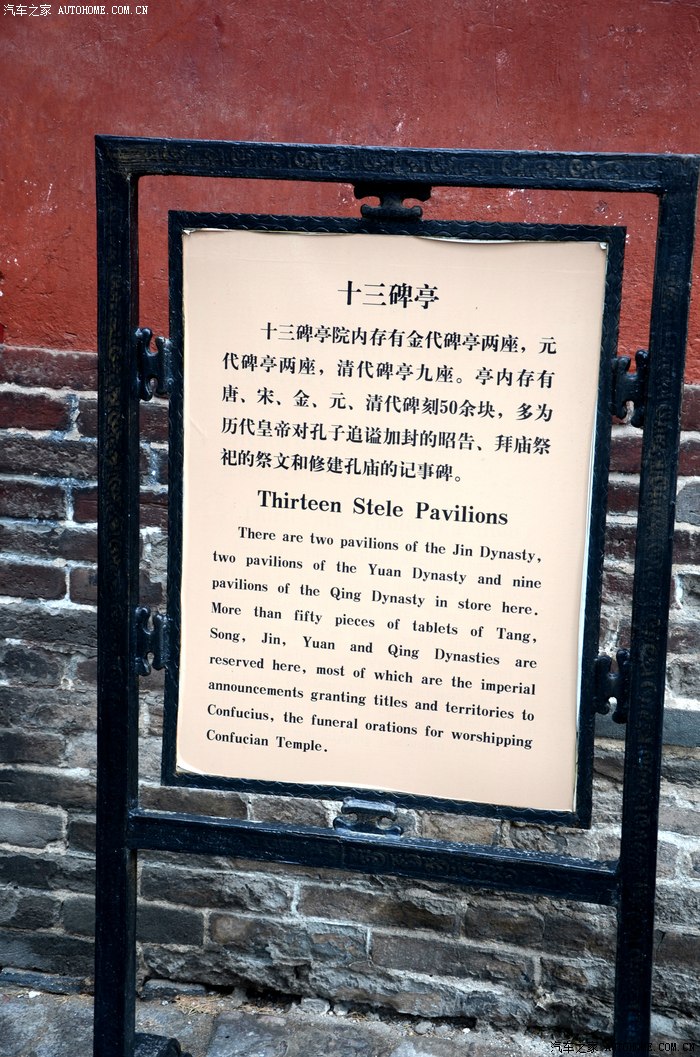 汽车之家 AUTOHOME.COM.CN
十三碑亭
十三碑亭院内存有金代碑亭两座，元
代碑亭两座，清代碑亭九座。亭内存有
唐、宋、金、元、清代碑刻50余块，多为
历代皇帝对孔子追谥加封的昭告、拜庙祭
祀的祭文和修建孔庙的记事碑。
Thirteen Stele Pavilions
There are two pavilions of the Jin Dynasty,
two pavilions of the Yuan Dynasty and nine
pavilions of the Qing Dynasty in store here.
More than fifty pieces of tablets of Tang,
Song, Jin, Yuan and Qing Dynasties are
reserved here, most of which are the imperial
announcements granting titles and territories to
Confucius, the funeral orations for worshipping
Confucian Temple.
汽车之家 AUTOHOME.COM.CN